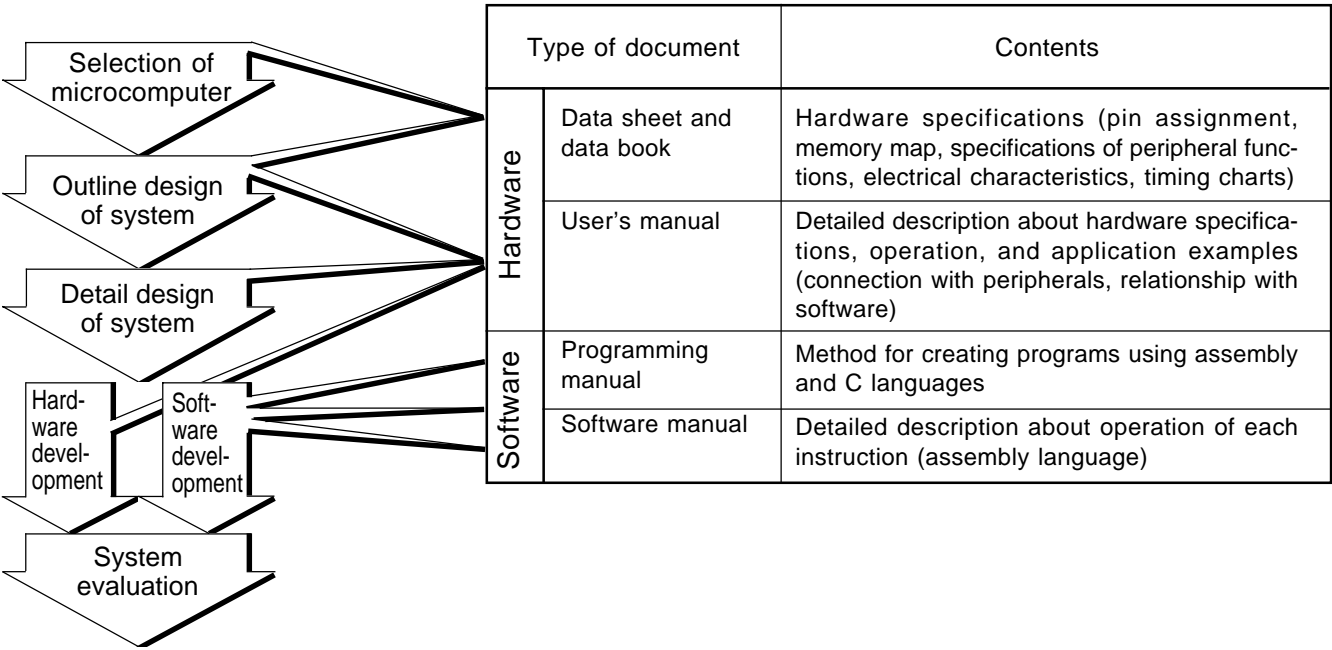 Selection of
microcomputer
Outline design
of system
Detail design
of system
Hard-
ware
devel-
opment
Soft-
ware
devel-
opment
System
evaluation
Type of document
Contents
Hardware
Data sheet and
data book
Hardware specifications (pin assignment,
memory map, specifications of peripheral func-
tions, electrical characteristics, timing charts)
User's manual
Detailed description about hardware specifica-
tions, operation, and application examples
(connection with peripherals, relationship with
software)
Software
Programming
manual
Method for creating programs using assembly
and C languages
Software manual
Detailed description about operation of each
instruction (assembly language)